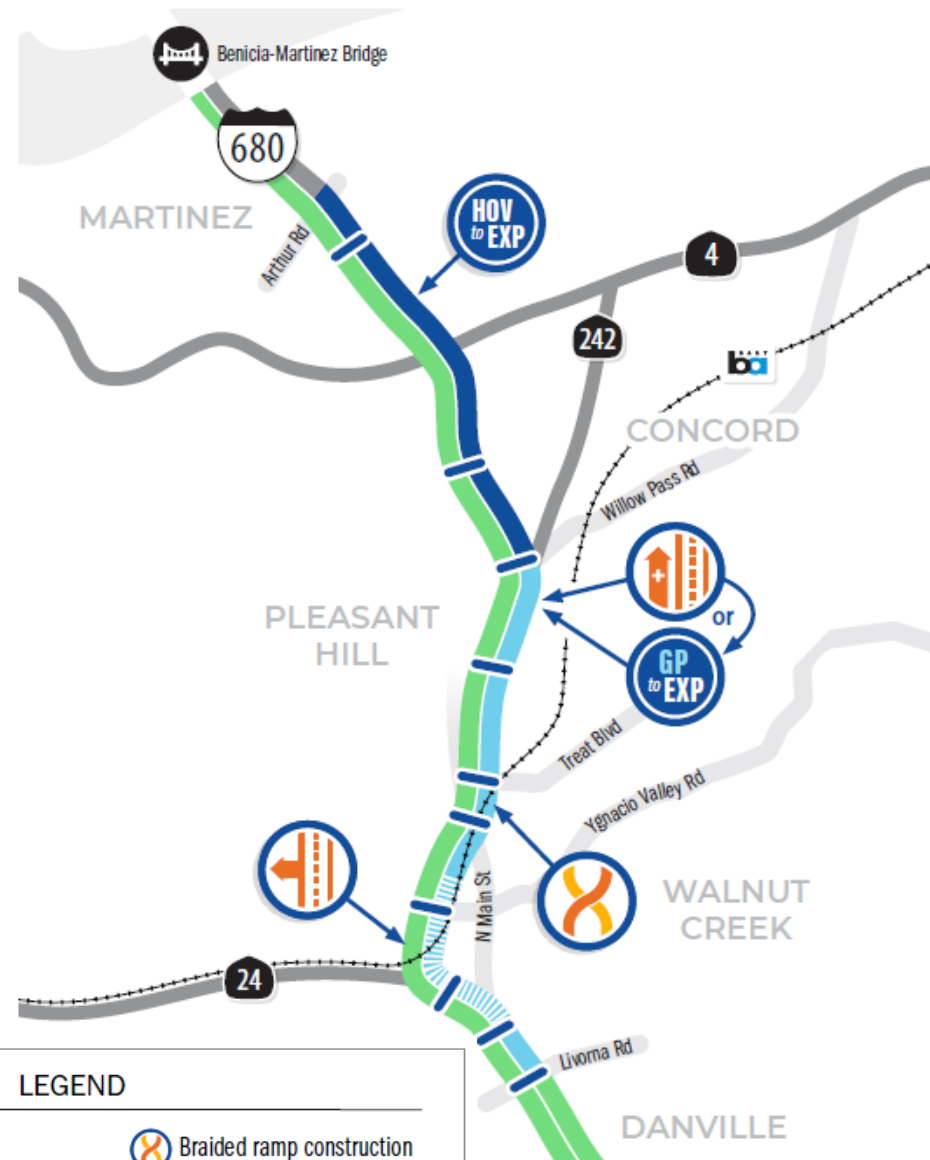 Benicia-Martinez Bridge
680
MARTINEZ
Arthur Rd
HOV
to EXP
4
242
BART
ba
CONCORD
Willow Pass Rd
PLEASANT
HILL
or
GP
to EXP
Treat Blvd
Ygnacio Valley Rd
N Main St
WALNUT
CREEK
24
Livorna Rd
DANVILLE
LEGEND
Braided ramp construction